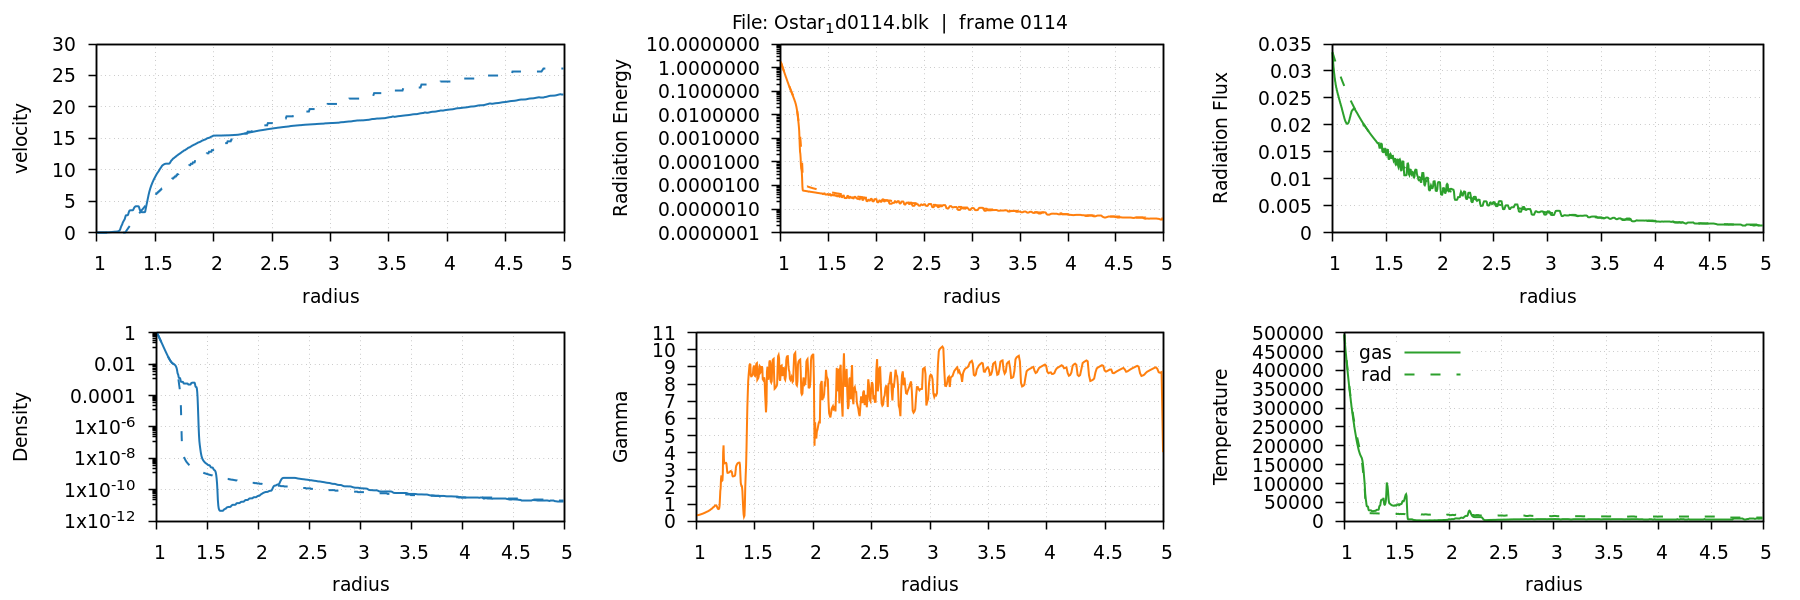 File: Ostar1d0114.blk | frame 0114
velocity
30
25
20
15
10
5
0
1 1.5 2 2.5 3 3.5 4 4.5 5
radius
Radiation Energy
10.0000000
1.0000000
0.1000000
0.0100000
0.0010000
0.0001000
0.0000100
0.0000010
0.0000001
1 1.5 2 2.5 3 3.5 4 4.5 5
radius
Radiation Flux
0.035
0.03
0.025
0.02
0.015
0.01
0.005
0
1 1.5 2 2.5 3 3.5 4 4.5 5
radius
Density
1
0.01
0.0001
1x10-6
1x10-8
1x10-10
1x10-12
1 1.5 2 2.5 3 3.5 4 4.5 5
radius
Gamma
11
10
9
8
7
6
5
4
3
2
1
0
1 1.5 2 2.5 3 3.5 4 4.5 5
radius
Temperature
500000
450000
400000
350000
300000
250000
200000
150000
100000
50000
0
gas
rad
1 1.5 2 2.5 3 3.5 4 4.5 5
radius